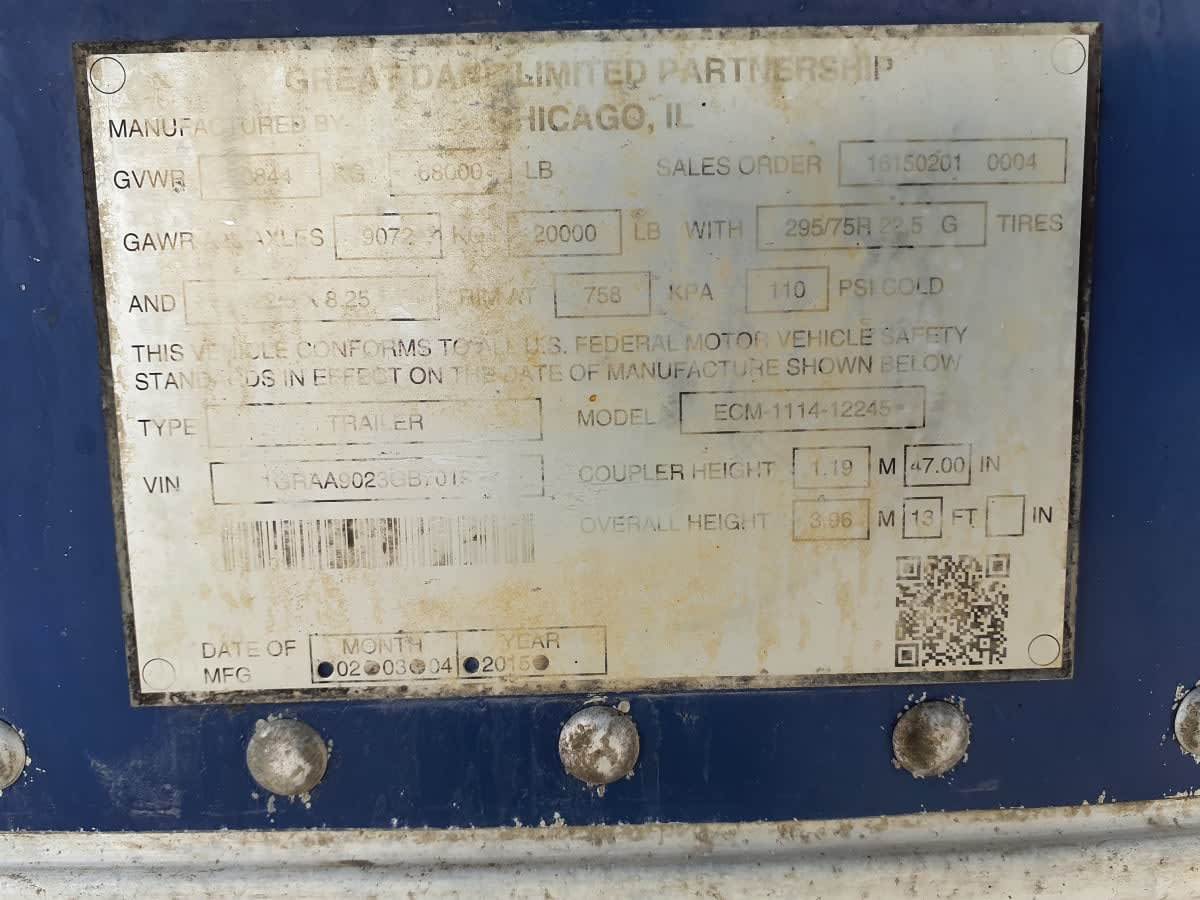 GREAT DANE LIMITED PARTNERSHIP
MANUFACTURED BY CHICAGO, IL
GVWR KG 68000 LB SALES ORDER 16150201 0004
GAWR AXLES 9072 KG 20000 LB WITH 295/75R 22.5 G TIRES
AND 8.25 RIM AT 758 KPA 110 PSI COLD
THIS VEHICLE CONFORMS TO ALL U.S. FEDERAL MOTOR VEHICLE SAFETY
STANDARDS IN EFFECT ON THE DATE OF MANUFACTURE SHOWN BELOW
TYPE TRAILER MODEL ECM-1114-12245
VIN COUPLER HEIGHT 1.19 M 47.00 IN
OVERALL HEIGHT 3.96 M 13 FT IN
DATE OF MFG MONTH YEAR
02 03 04 2015